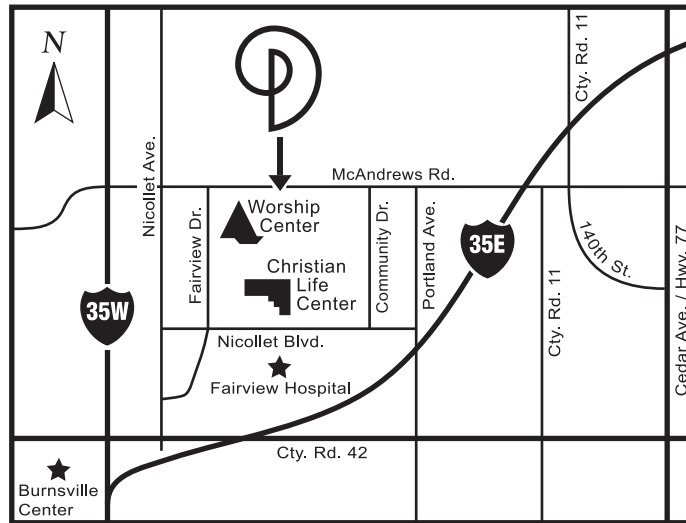 N
Cty. Rd. 11
Nicollet Ave.
McAndrews Rd.
Fairview Dr.
Worship
Center
Community Dr.
Portland Ave.
35E
140th St.
Cedar Ave. / Hwy. 77
Christian
Life
Center
35W
Cty. Rd. 11
Nicollet Blvd.
Fairview Hospital
Cty. Rd. 42
Burnsville
Center